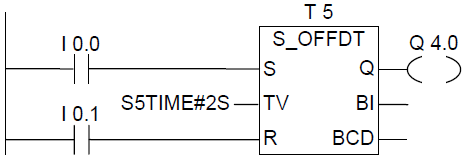 T 5
I 0.0
S_OFFDT
Q 4.0
S
Q
S5TIME#2S
TV
BI
I 0.1
R
BCD